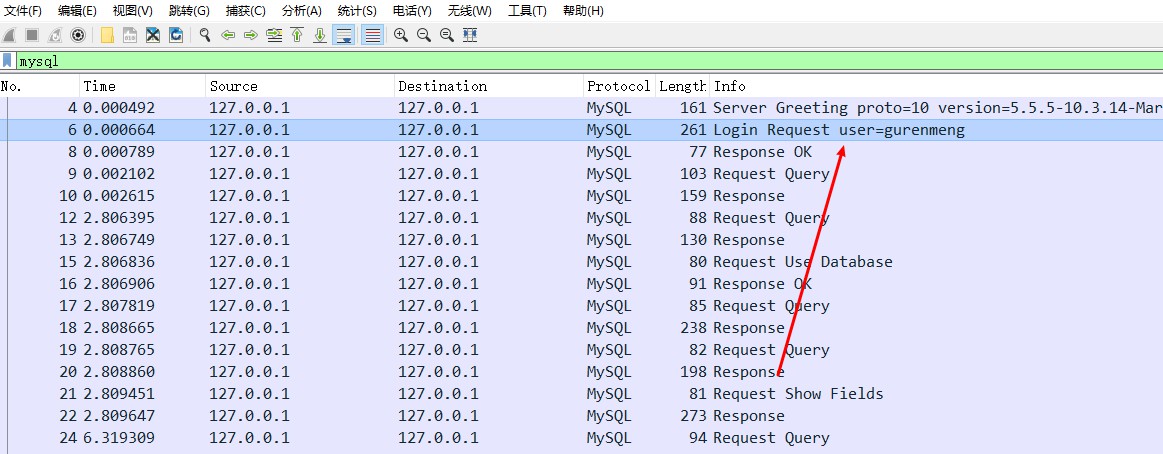 文件(F) 编辑(E) 视图(V) 跳转(G) 捕获(C) 分析(A) 统计(S) 电话(Y) 无线(W) 工具(T) 帮助(H)
mysql
No. Time Source Destination Protocol Length Info
4 0.000492 127.0.0.1 127.0.0.1 MySQL 161 Server Greeting proto=10 version=5.5.5-10.3.14-Mar
6 0.000664 127.0.0.1 127.0.0.1 MySQL 261 Login Request user=gurenmeng
8 0.000789 127.0.0.1 127.0.0.1 MySQL 77 Response OK
9 0.002102 127.0.0.1 127.0.0.1 MySQL 103 Request Query
10 0.002615 127.0.0.1 127.0.0.1 MySQL 159 Response
12 2.806395 127.0.0.1 127.0.0.1 MySQL 88 Request Query
13 2.806749 127.0.0.1 127.0.0.1 MySQL 130 Response
15 2.806836 127.0.0.1 127.0.0.1 MySQL 80 Request Use Database
16 2.806906 127.0.0.1 127.0.0.1 MySQL 91 Response OK
17 2.807819 127.0.0.1 127.0.0.1 MySQL 85 Request Query
18 2.808665 127.0.0.1 127.0.0.1 MySQL 238 Response
19 2.808765 127.0.0.1 127.0.0.1 MySQL 82 Request Query
20 2.808860 127.0.0.1 127.0.0.1 MySQL 198 Response
21 2.809451 127.0.0.1 127.0.0.1 MySQL 81 Request Show Fields
22 2.809647 127.0.0.1 127.0.0.1 MySQL 273 Response
24 6.319309 127.0.0.1 127.0.0.1 MySQL 94 Request Query